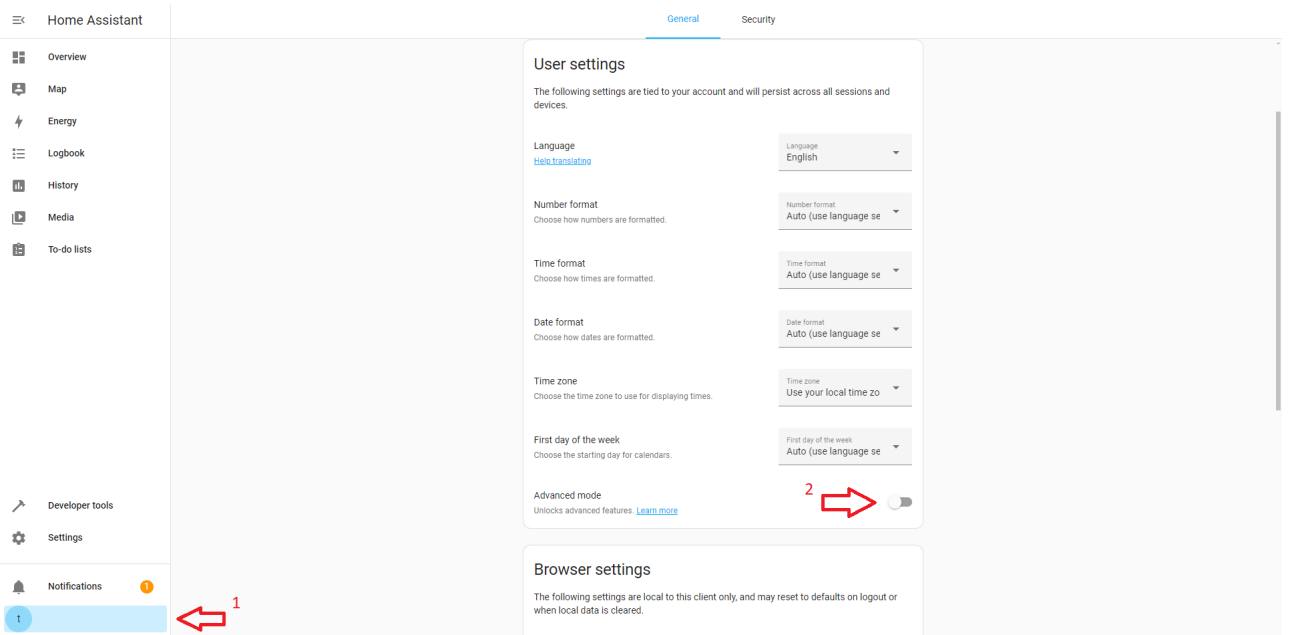 Home Assistant
General
Security
Overview
Map
Energy
Logbook
History
Media
To-do lists
Developer tools
Settings
Notifications
1
t
1
User settings
The following settings are tied to your account and will persist across all sessions and
devices.
Language
Help translating
Language
English
Number format
Choose how numbers are formatted.
Number format
Auto (use language se
Time format
Choose how times are formatted.
Time format
Auto (use language se
Date format
Choose how dates are formatted.
Date format
Auto (use language se
Time zone
Choose the time zone to use for displaying times.
Time zone
Use your local time zo
First day of the week
Choose the starting day for calendars.
First day of the week
Auto (use language se
Advanced mode
Unlocks advanced features. Learn more
2
Browser settings
The following settings are local to this client only, and may reset to defaults on logout or
when local data is cleared.